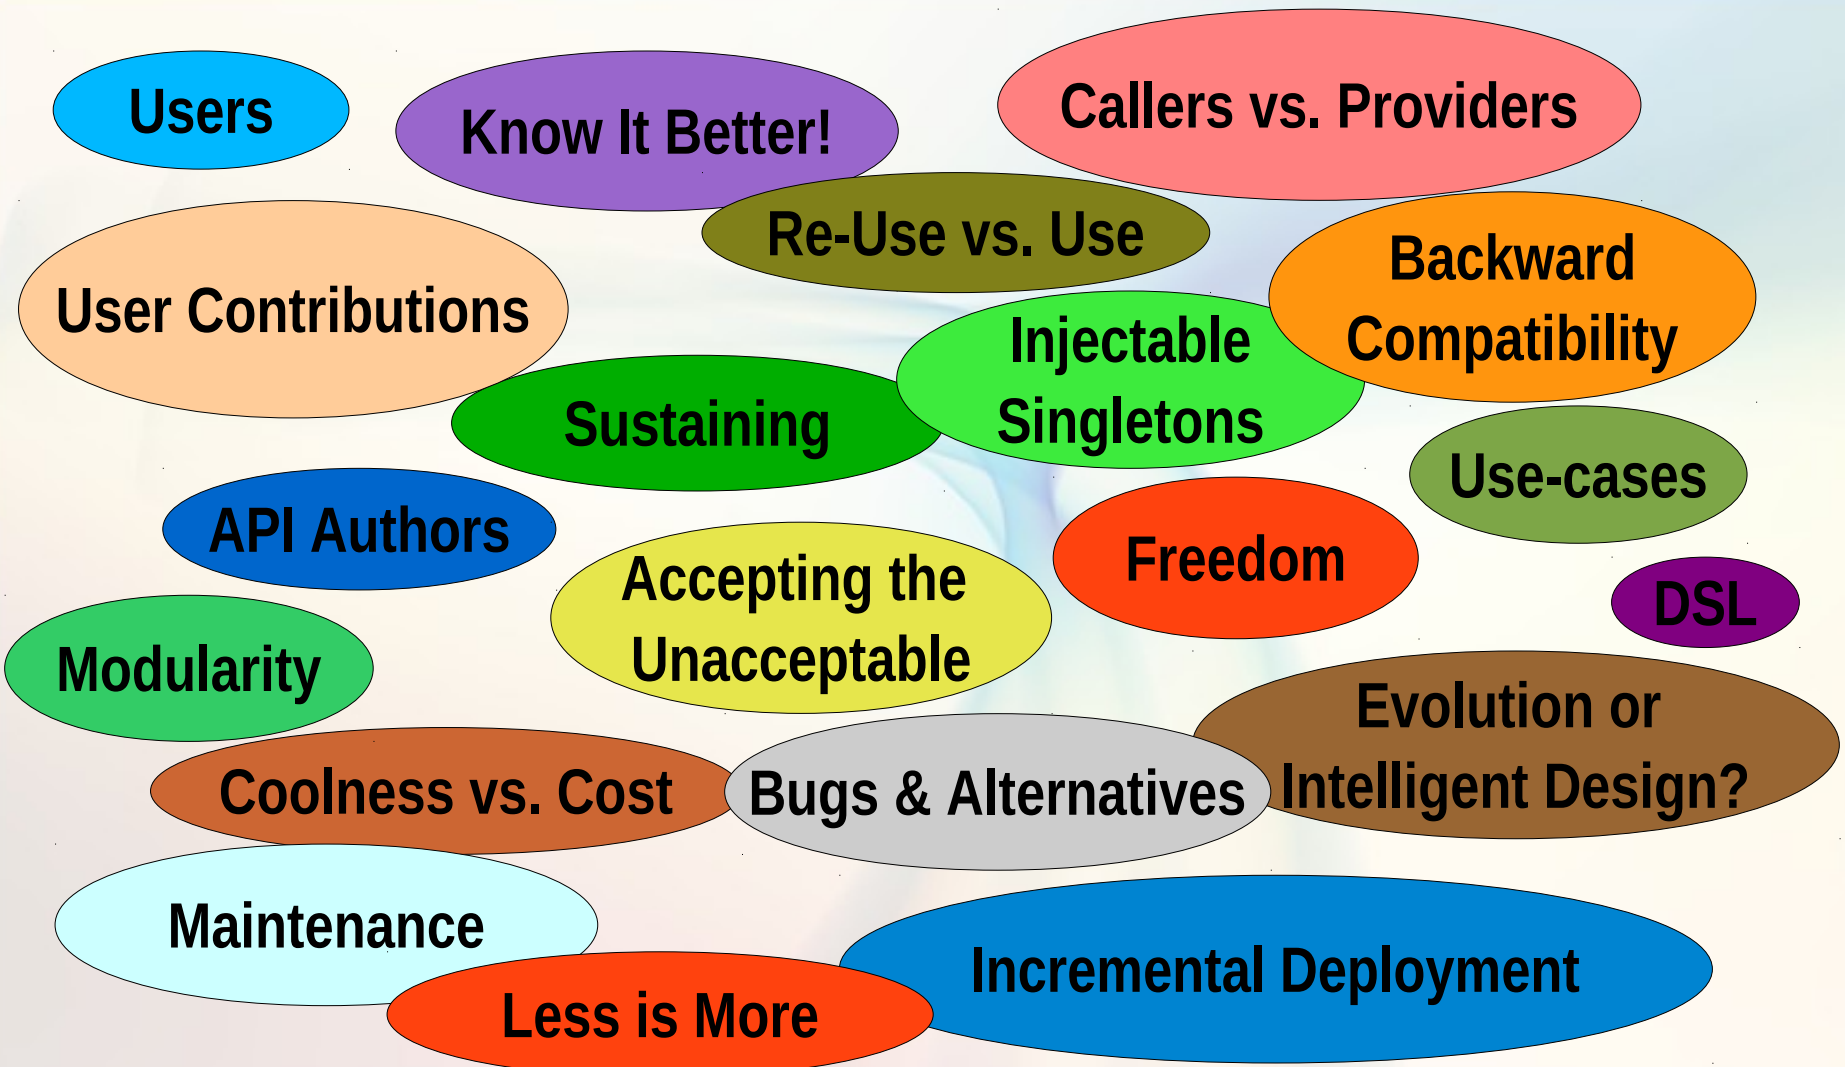 Users
Know It Better!
Callers vs. Providers
Re-Use vs. Use
Backward
Compatibility
User Contributions
Injectable
Singletons
Sustaining
Use-cases
API Authors
Freedom
Accepting the
Unacceptable
DSL
Modularity
Evolution or
Intelligent Design?
Coolness vs. Cost
Bugs & Alternatives
Maintenance
Incremental Deployment
Less is More